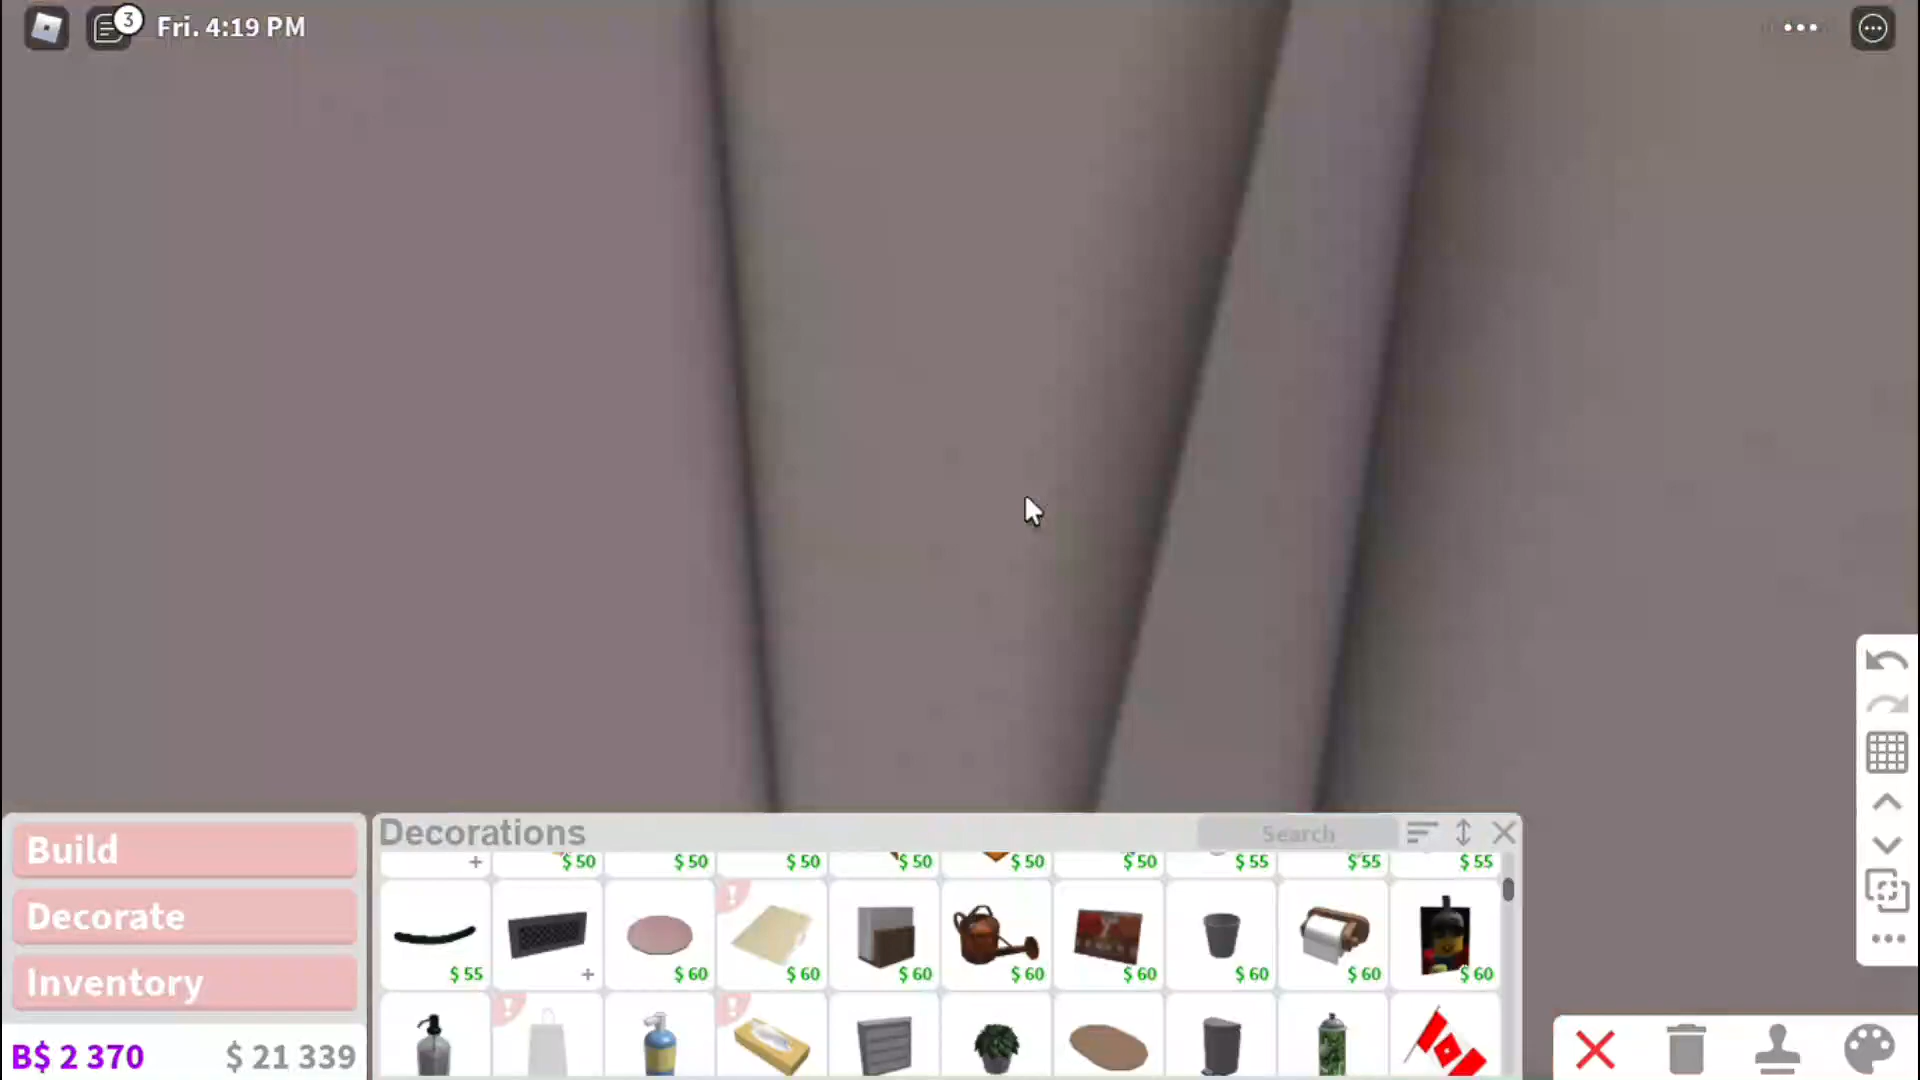 3 Fri. 4:19 PM
Build
Decorate
Inventory
B$ 2 370 $ 21 339
Decorations Search
+ $ 50 $ 50 $ 50 $ 50 $ 50 $ 50 $ 55 $ 55 $ 55
$ 55 + $ 60 $ 60 $ 60 $ 60 $ 60 $ 60 $ 60 $ 60